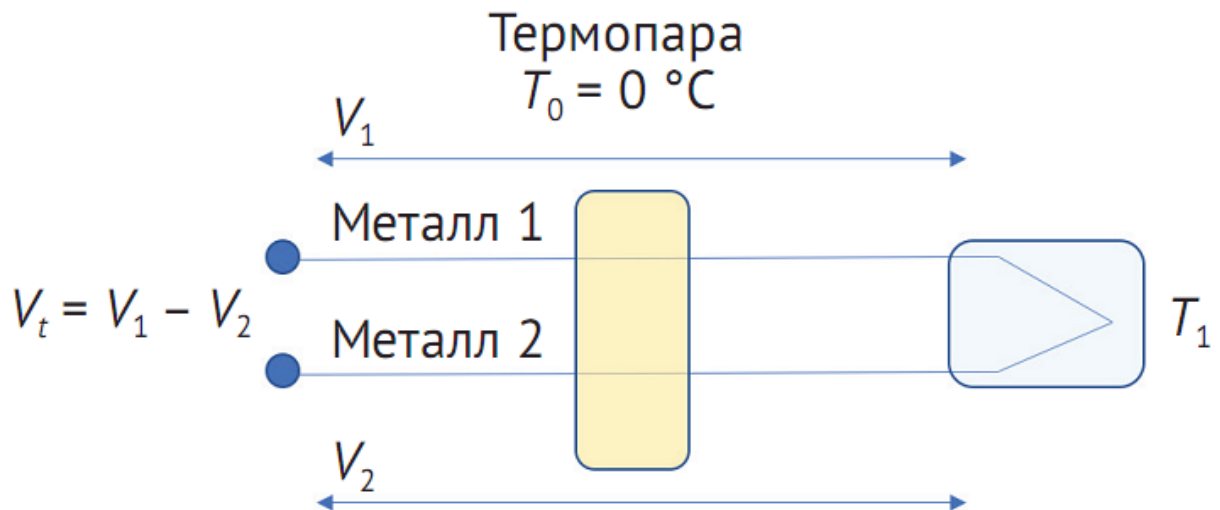 Термопара
T₀ = 0 °C
V₁
Металл 1
Vₜ = V₁ – V₂
Металл 2
T₁
V₂